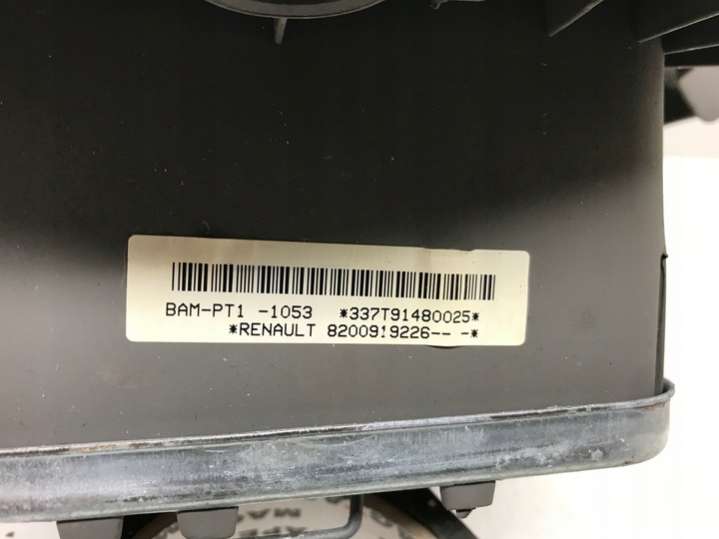 BAM-PT1 -1053 *337T91480025*
*RENAULT 8200919226-- -*